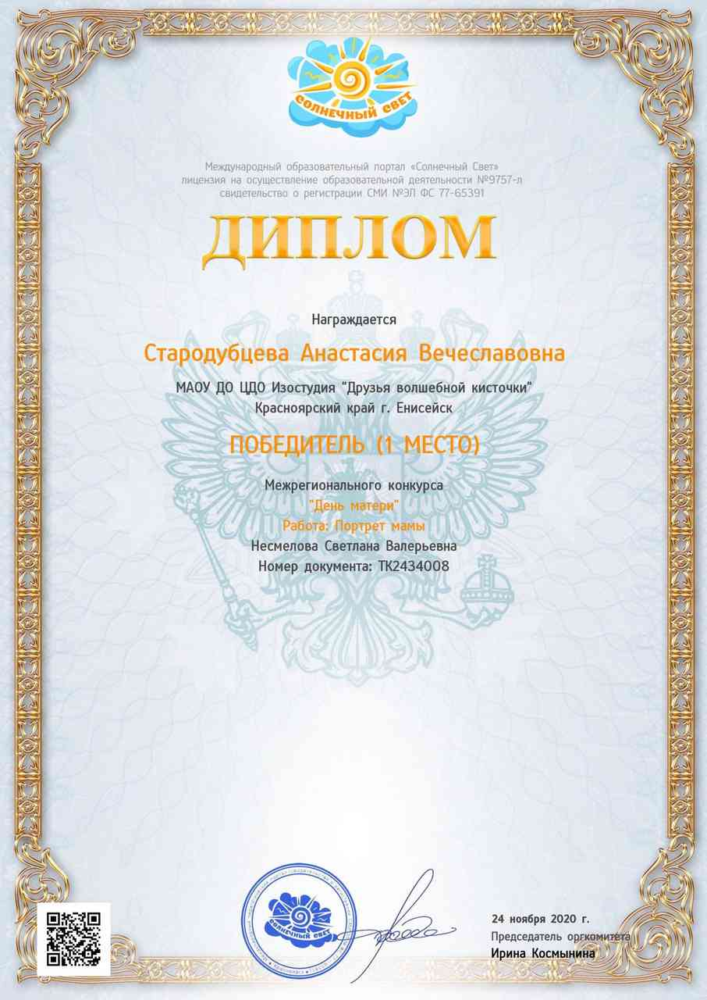 СОЛНЕЧНЫЙ СВЕТ
Международный образовательный портал «Солнечный Свет»
лицензия на осуществление образовательной деятельности №9757-л
свидетельство о регистрации СМИ №ЭЛ ФС 77-65391
ДИПЛОМ
Награждается
Стародубцева Анастасия Вечеславовна
МАОУ ДО ЦДО Изостудия "Друзья волшебной кисточки"
Красноярский край г. Енисейск
ПОБЕДИТЕЛЬ (1 МЕСТО)
Межрегионального конкурса
"День матери"
Работа: Портрет мамы
Несмелова Светлана Валерьевна
Номер документа: ТК2434008
СОЛНЕЧНЫЙ СВЕТ
24 ноября 2020 г.
Председатель оргкомитета
Ирина Космынина